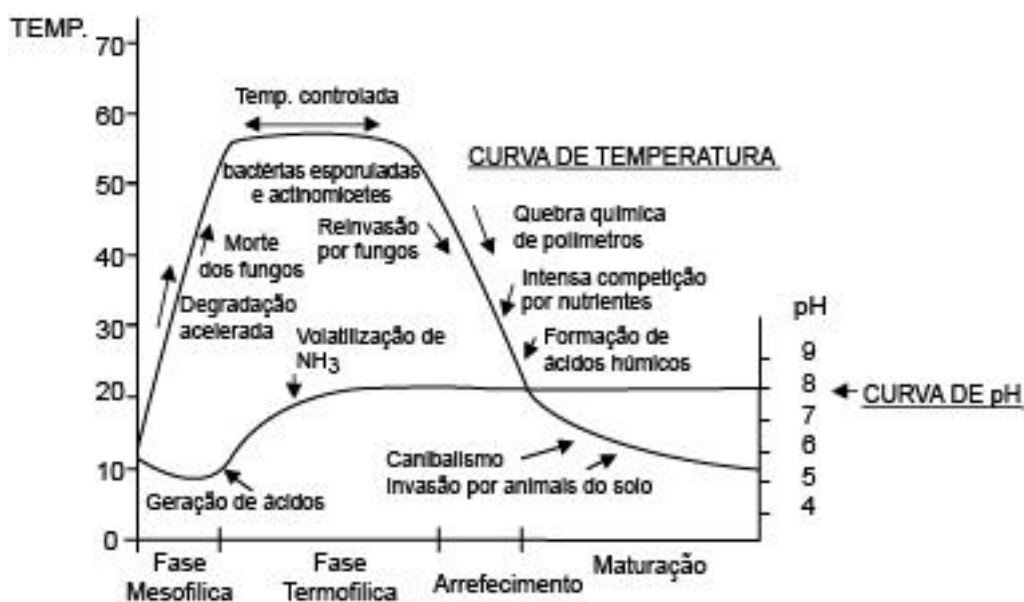 TEMP.
70
60
50
40
30
20
10
0
Temp. controlada
bactérias esporuladas
e actinomicetes
CURVA DE TEMPERATURA
Reinvasão
por fungos
Quebra química
de polímetros
Morte
dos fungos
Intensa competição
por nutrientes
Degradação
acelerada
Volatilização de
NH3
Formação de
ácidos húmicos
pH
9
8
7
6
5
4
CURVA DE pH
Canibalismo
Invasão por animais do solo
Geração de ácidos
Fase
Mesofílica
Fase
Termofílica
Arrefecimento
Maturação